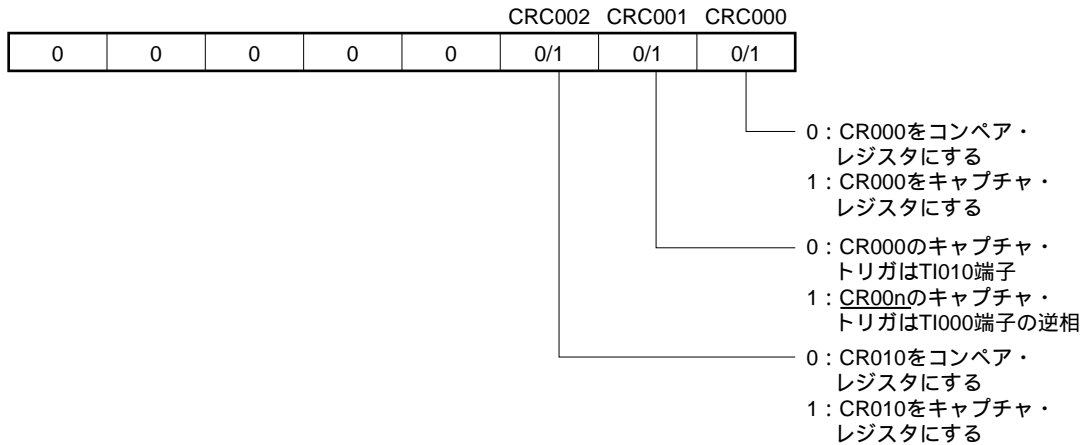 CRC002 CRC001 CRC000
0 0 0 0 0 0/1 0/1 0/1
0：CR000をコンペア・
レジスタにする
1：CR000をキャプチャ・
レジスタにする
0：CR000のキャプチャ・
トリガはTI010端子
1：CR00nのキャプチャ・
トリガはTI000端子の逆相
0：CR010をコンペア・
レジスタにする
1：CR010をキャプチャ・
レジスタにする